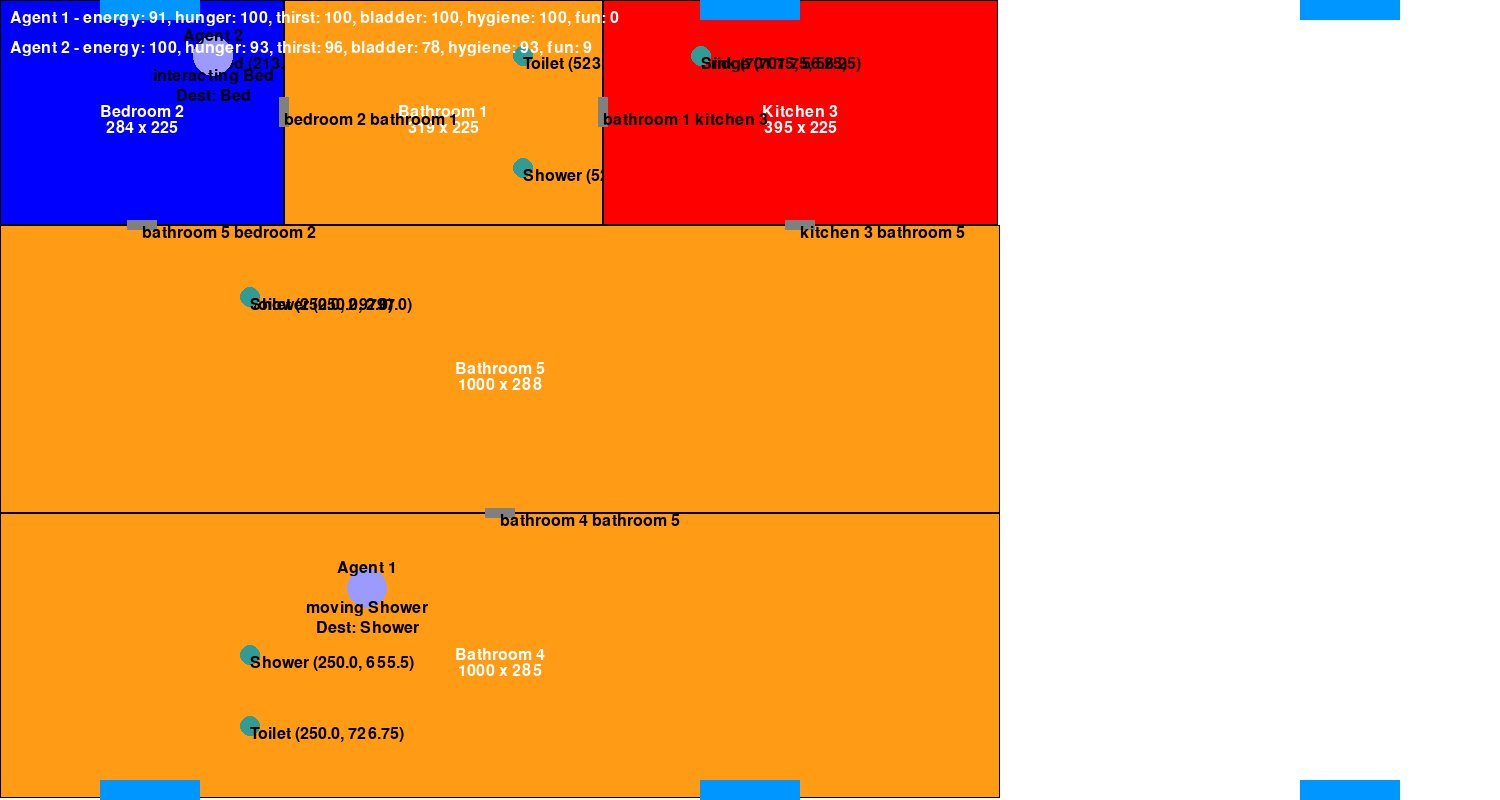 Agent 1 - energy: 91, hunger: 100, thirst: 100, bladder: 100, hygiene: 100, fun: 0
Agent 2
Agent 2 - energy: 100, hunger: 93, thirst: 96, bladder: 78, hygiene: 93, fun: 9
(213.
Toilet (523
interacting Bed
Dest: Bed
Bedroom 2
284 x 225
Bathroom 1
319 x 225
Kitchen 3
395 x 225
bedroom 2 bathroom 1
bathroom 1 kitchen 3
Shower (52
bathroom 5 bedroom 2
kitchen 3 bathroom 5
Bathroom 5
1000 x 288
bathroom 4 bathroom 5
Agent 1
moving Shower
Dest: Shower
Shower (250.0, 655.5)
Bathroom 4
1000 x 285
Toilet (250.0, 726.75)